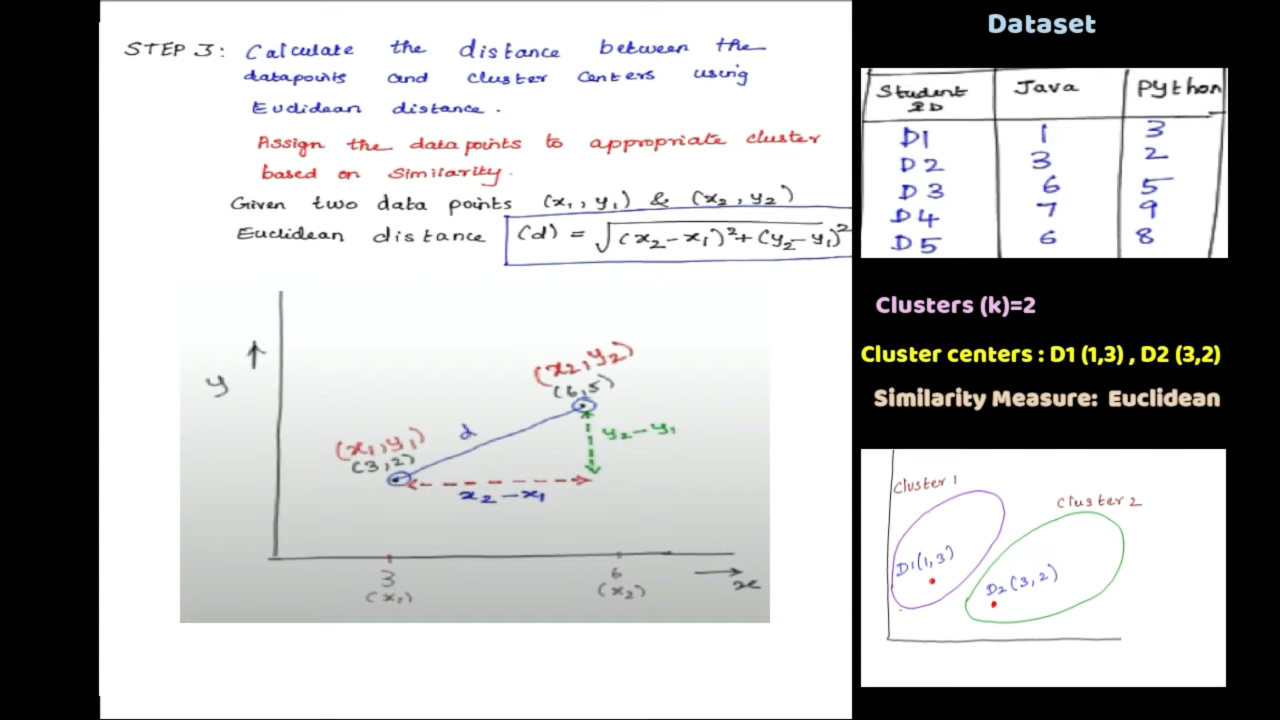 STEP 3: Calculate the distance between the
datapoints and cluster centers using
Euclidean distance.
Assign the datapoints to appropriate cluster
based on similarity.
Given two data points (x₁, y₁) & (x₂, y₂)
Euclidean distance (d) = √(x₂-x₁)²+(y₂-y₁)²
y
(x₂, y₂)
(6,5)
(x₁, y₁)
(3,2)
d
y₂-y₁
x₂-x₁
3
(x₁)
6
(x₂)
x
Dataset
Student ID Java Python
D1 1 3
D2 3 2
D3 6 5
D4 7 9
D5 6 8
Clusters (k)=2
Cluster centers : D1 (1,3) , D2 (3,2)
Similarity Measure: Euclidean
Cluster 1
Cluster 2
D1(1,3)
D2(3,2)